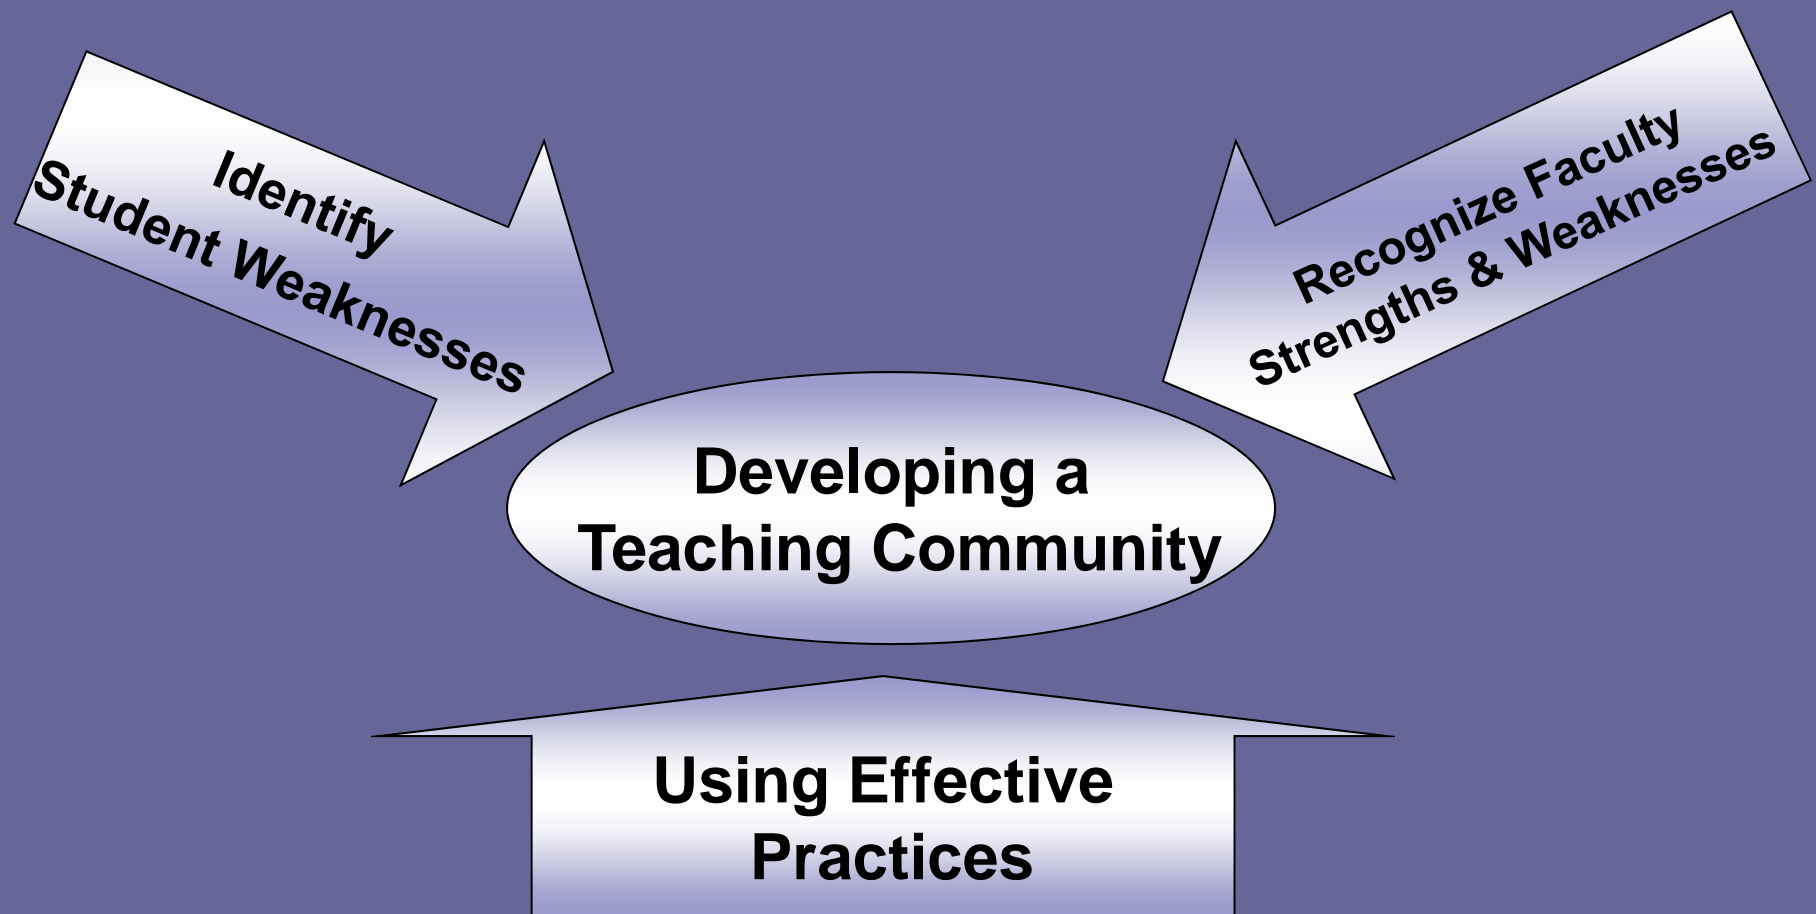 Identify
Student Weaknesses
Recognize Faculty
Strengths & Weaknesses
Developing a
Teaching Community
Using Effective
Practices